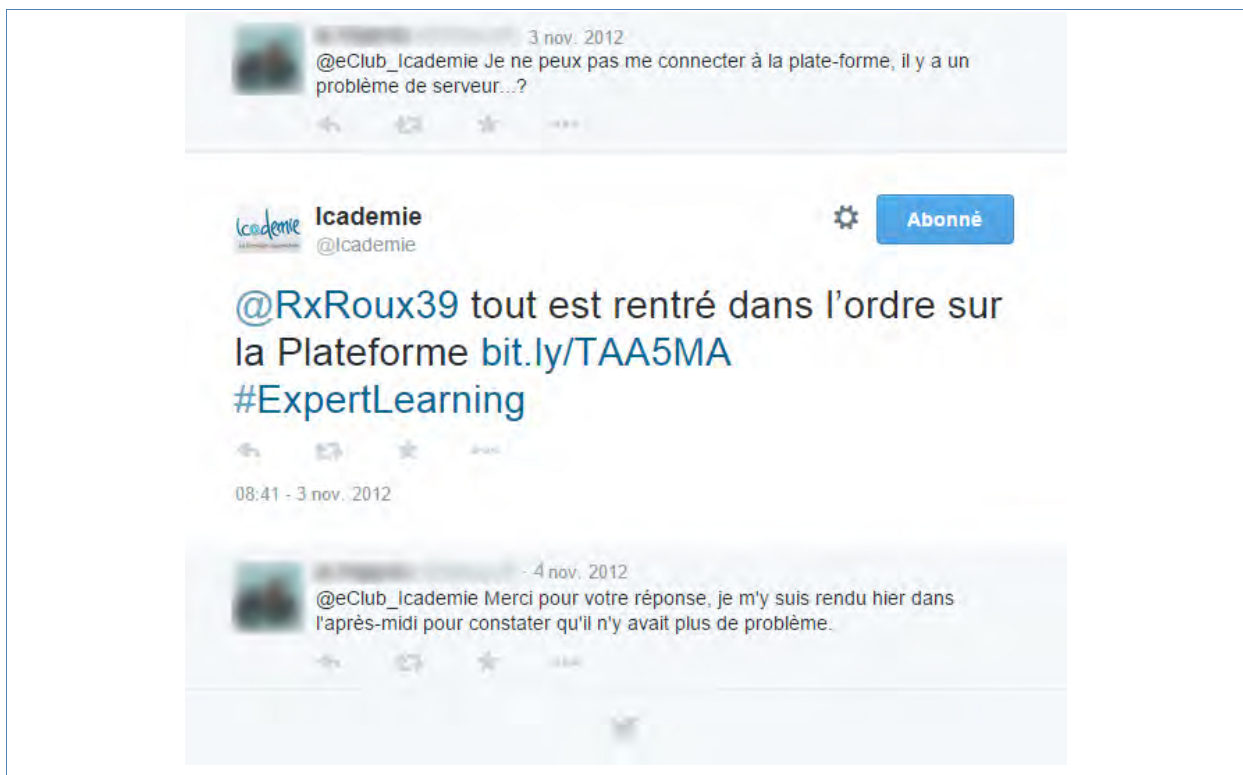 3 nov. 2012
@eClub_Icademie Je ne peux pas me connecter à la plate-forme, il y a un
problème de serveur...?
Icademie
Icademie
Abonné
@Icademie
@RxRoux39 tout est rentré dans l’ordre sur
la Plateforme bit.ly/TAA5MA
#ExpertLearning
08:41 - 3 nov. 2012
- 4 nov. 2012
@eClub_Icademie Merci pour votre réponse, je m'y suis rendu hier dans
l'après-midi pour constater qu'il n'y avait plus de problème.